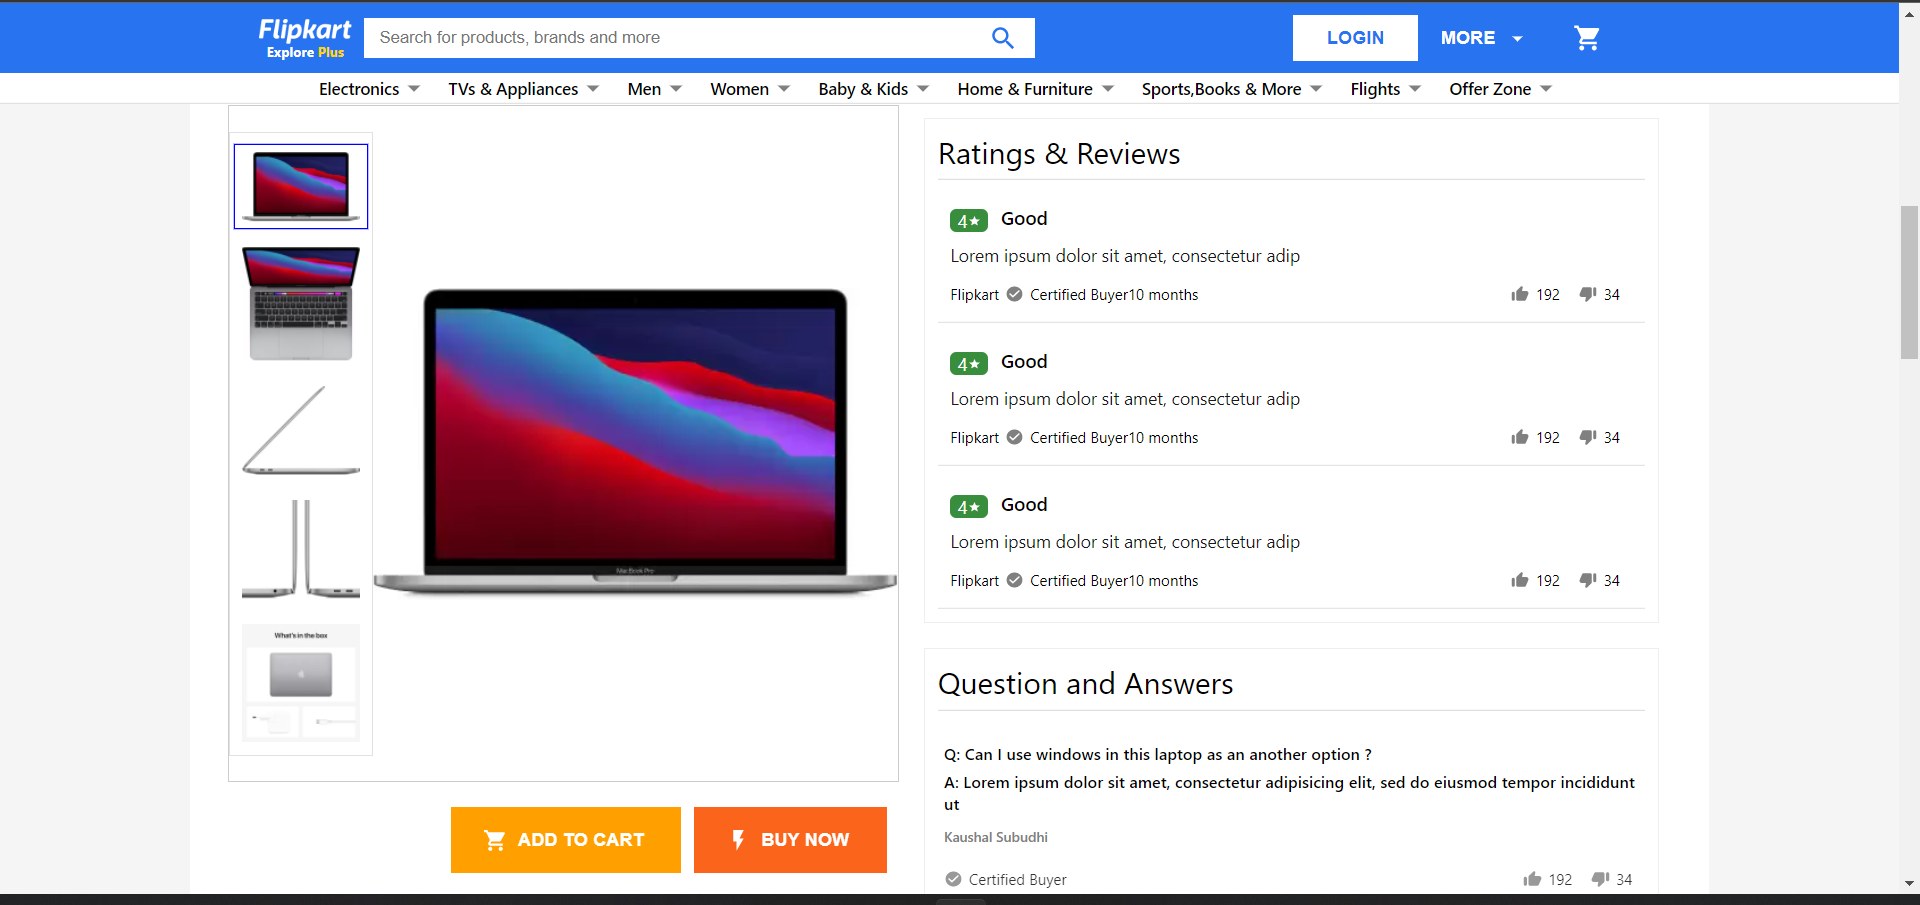 Flipkart
Explore Plus
Search for products, brands and more
LOGIN
MORE
Electronics
TVs & Appliances
Men
Women
Baby & Kids
Home & Furniture
Sports,Books & More
Flights
Offer Zone
MacBook Pro
What's in the box
ADD TO CART
BUY NOW
Ratings & Reviews
4★ Good
Lorem ipsum dolor sit amet, consectetur adip
Flipkart Certified Buyer10 months 192 34
4★ Good
Lorem ipsum dolor sit amet, consectetur adip
Flipkart Certified Buyer10 months 192 34
4★ Good
Lorem ipsum dolor sit amet, consectetur adip
Flipkart Certified Buyer10 months 192 34
Question and Answers
Q: Can I use windows in this laptop as an another option ?
A: Lorem ipsum dolor sit amet, consectetur adipisicing elit, sed do eiusmod tempor incididunt
ut
Kaushal Subudhi
Certified Buyer 192 34